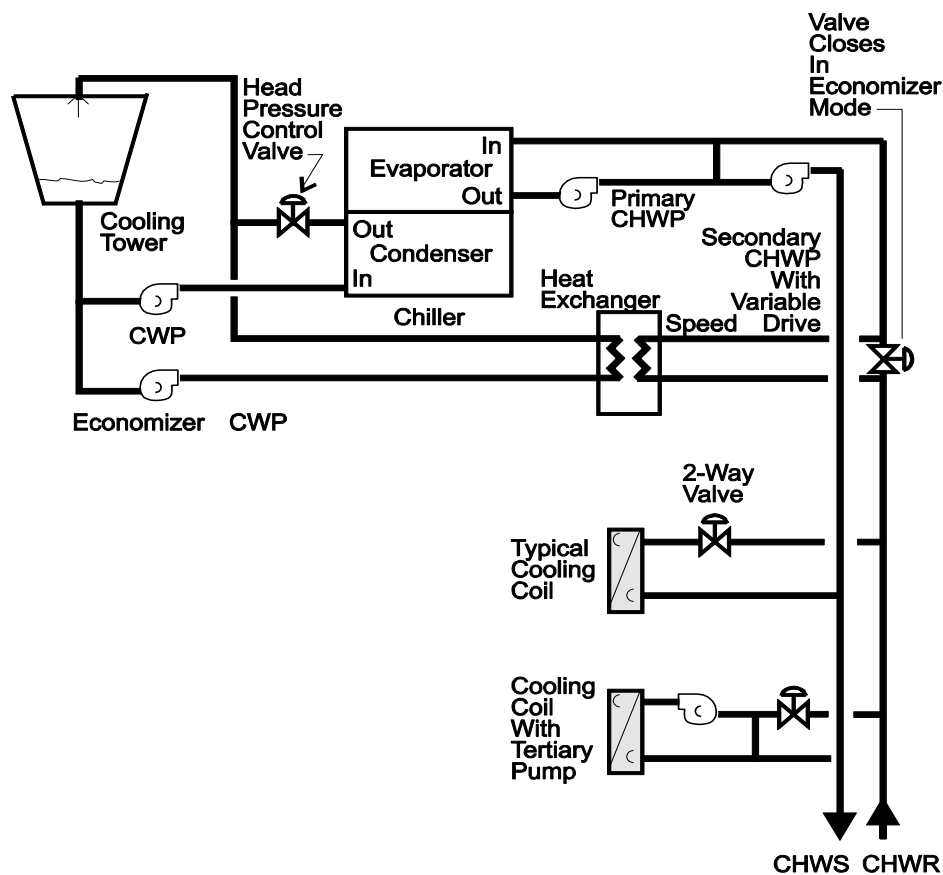 Valve
Closes
In
Economizer
Mode
Head
Pressure
Control
Valve
In
Evaporator
Out
Primary
CHWP
Cooling
Tower
Out
Condenser
In
Secondary
CHWP
With
Variable
Speed Drive
Heat
Exchanger
Chiller
CWP
Economizer CWP
2-Way
Valve
Typical
Cooling
Coil
Cooling
Coil
With
Tertiary
Pump
CHWS CHWR